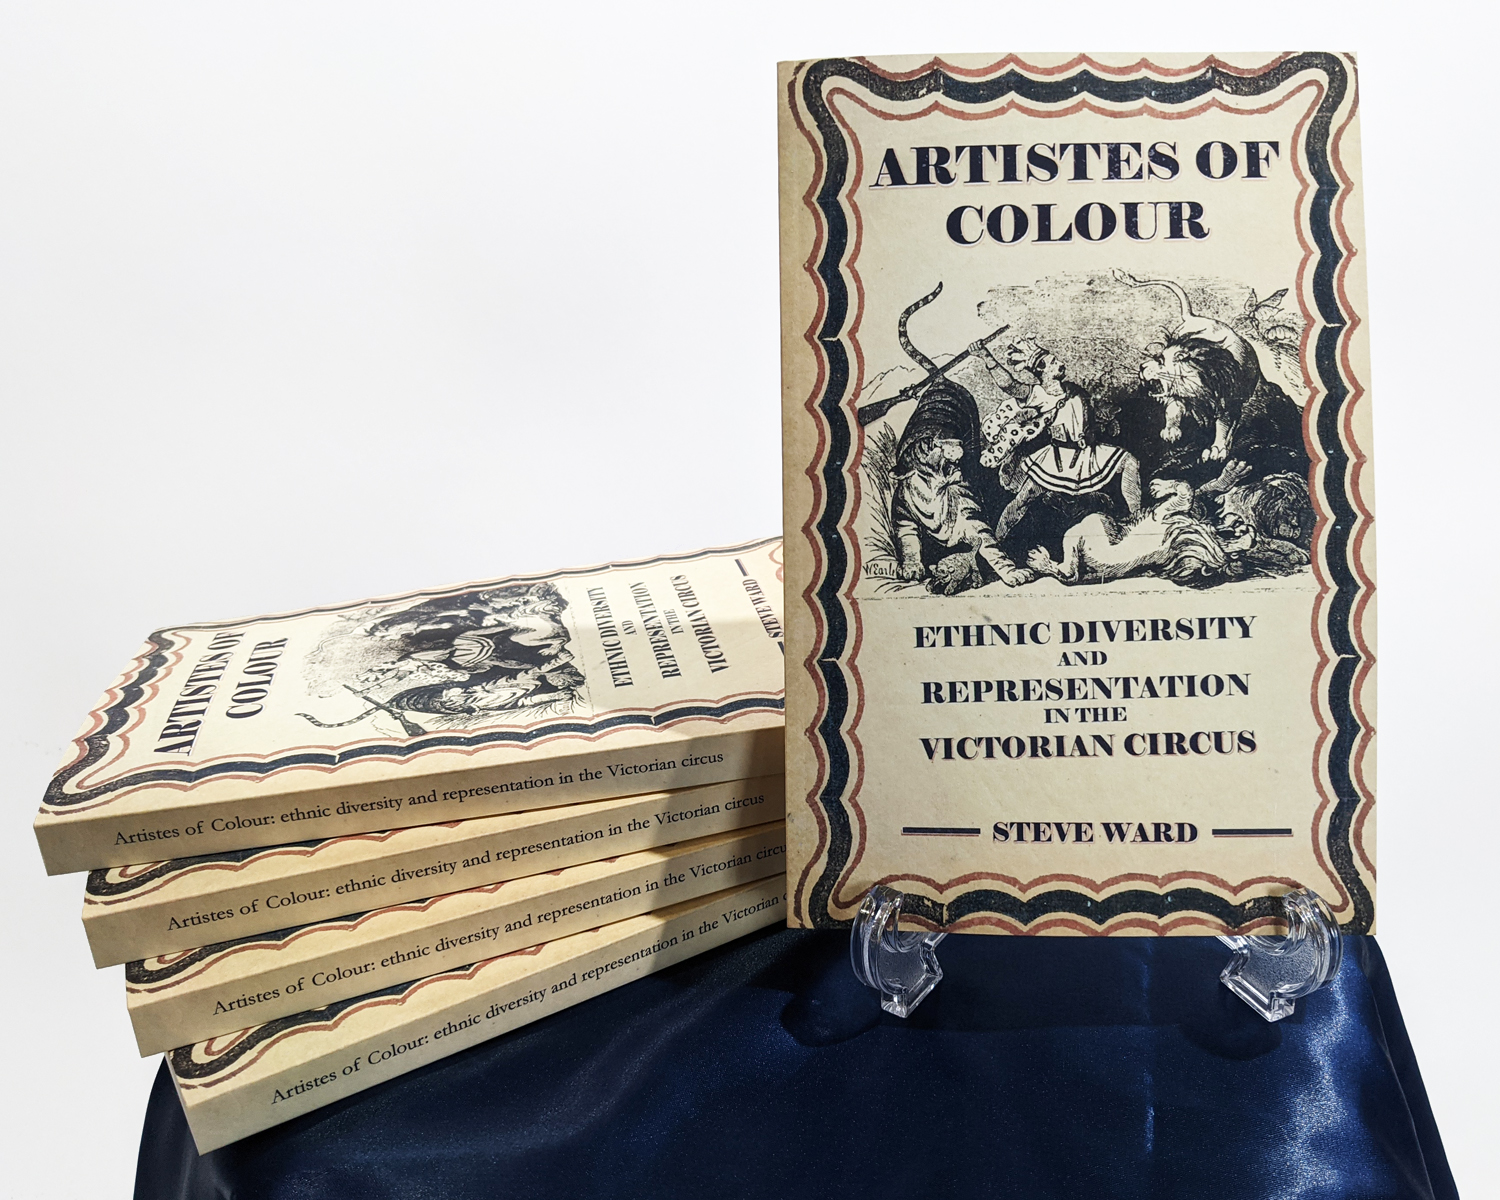 ARTISTES OF
COLOUR
W Earl
ETHNIC DIVERSITY
AND
REPRESENTATION
IN THE
VICTORIAN CIRCUS
STEVE WARD
ARTISTES OF
COLOUR
ETHNIC DIVERSITY
AND
REPRESENTATION
IN THE
VICTORIAN CIRCUS
STEVE WARD
Artistes of Colour: ethnic diversity and representation in the Victorian circus
Artistes of Colour: ethnic diversity and representation in the Victorian circus
Artistes of Colour: ethnic diversity and representation in the Victorian circu
Artistes of Colour: ethnic diversity and representation in the Victorian